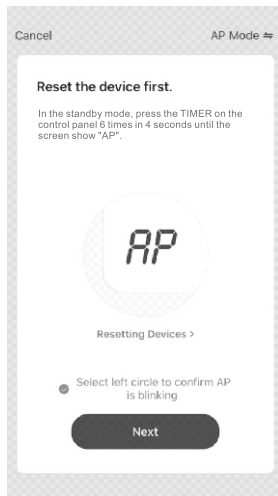 Cancel
AP Mode ⇋
Reset the device first.
In the standby mode, press the TIMER on the
control panel 6 times in 4 seconds until the
screen show "AP".
AP
Resetting Devices >
Select left circle to confirm AP
is blinking
Next